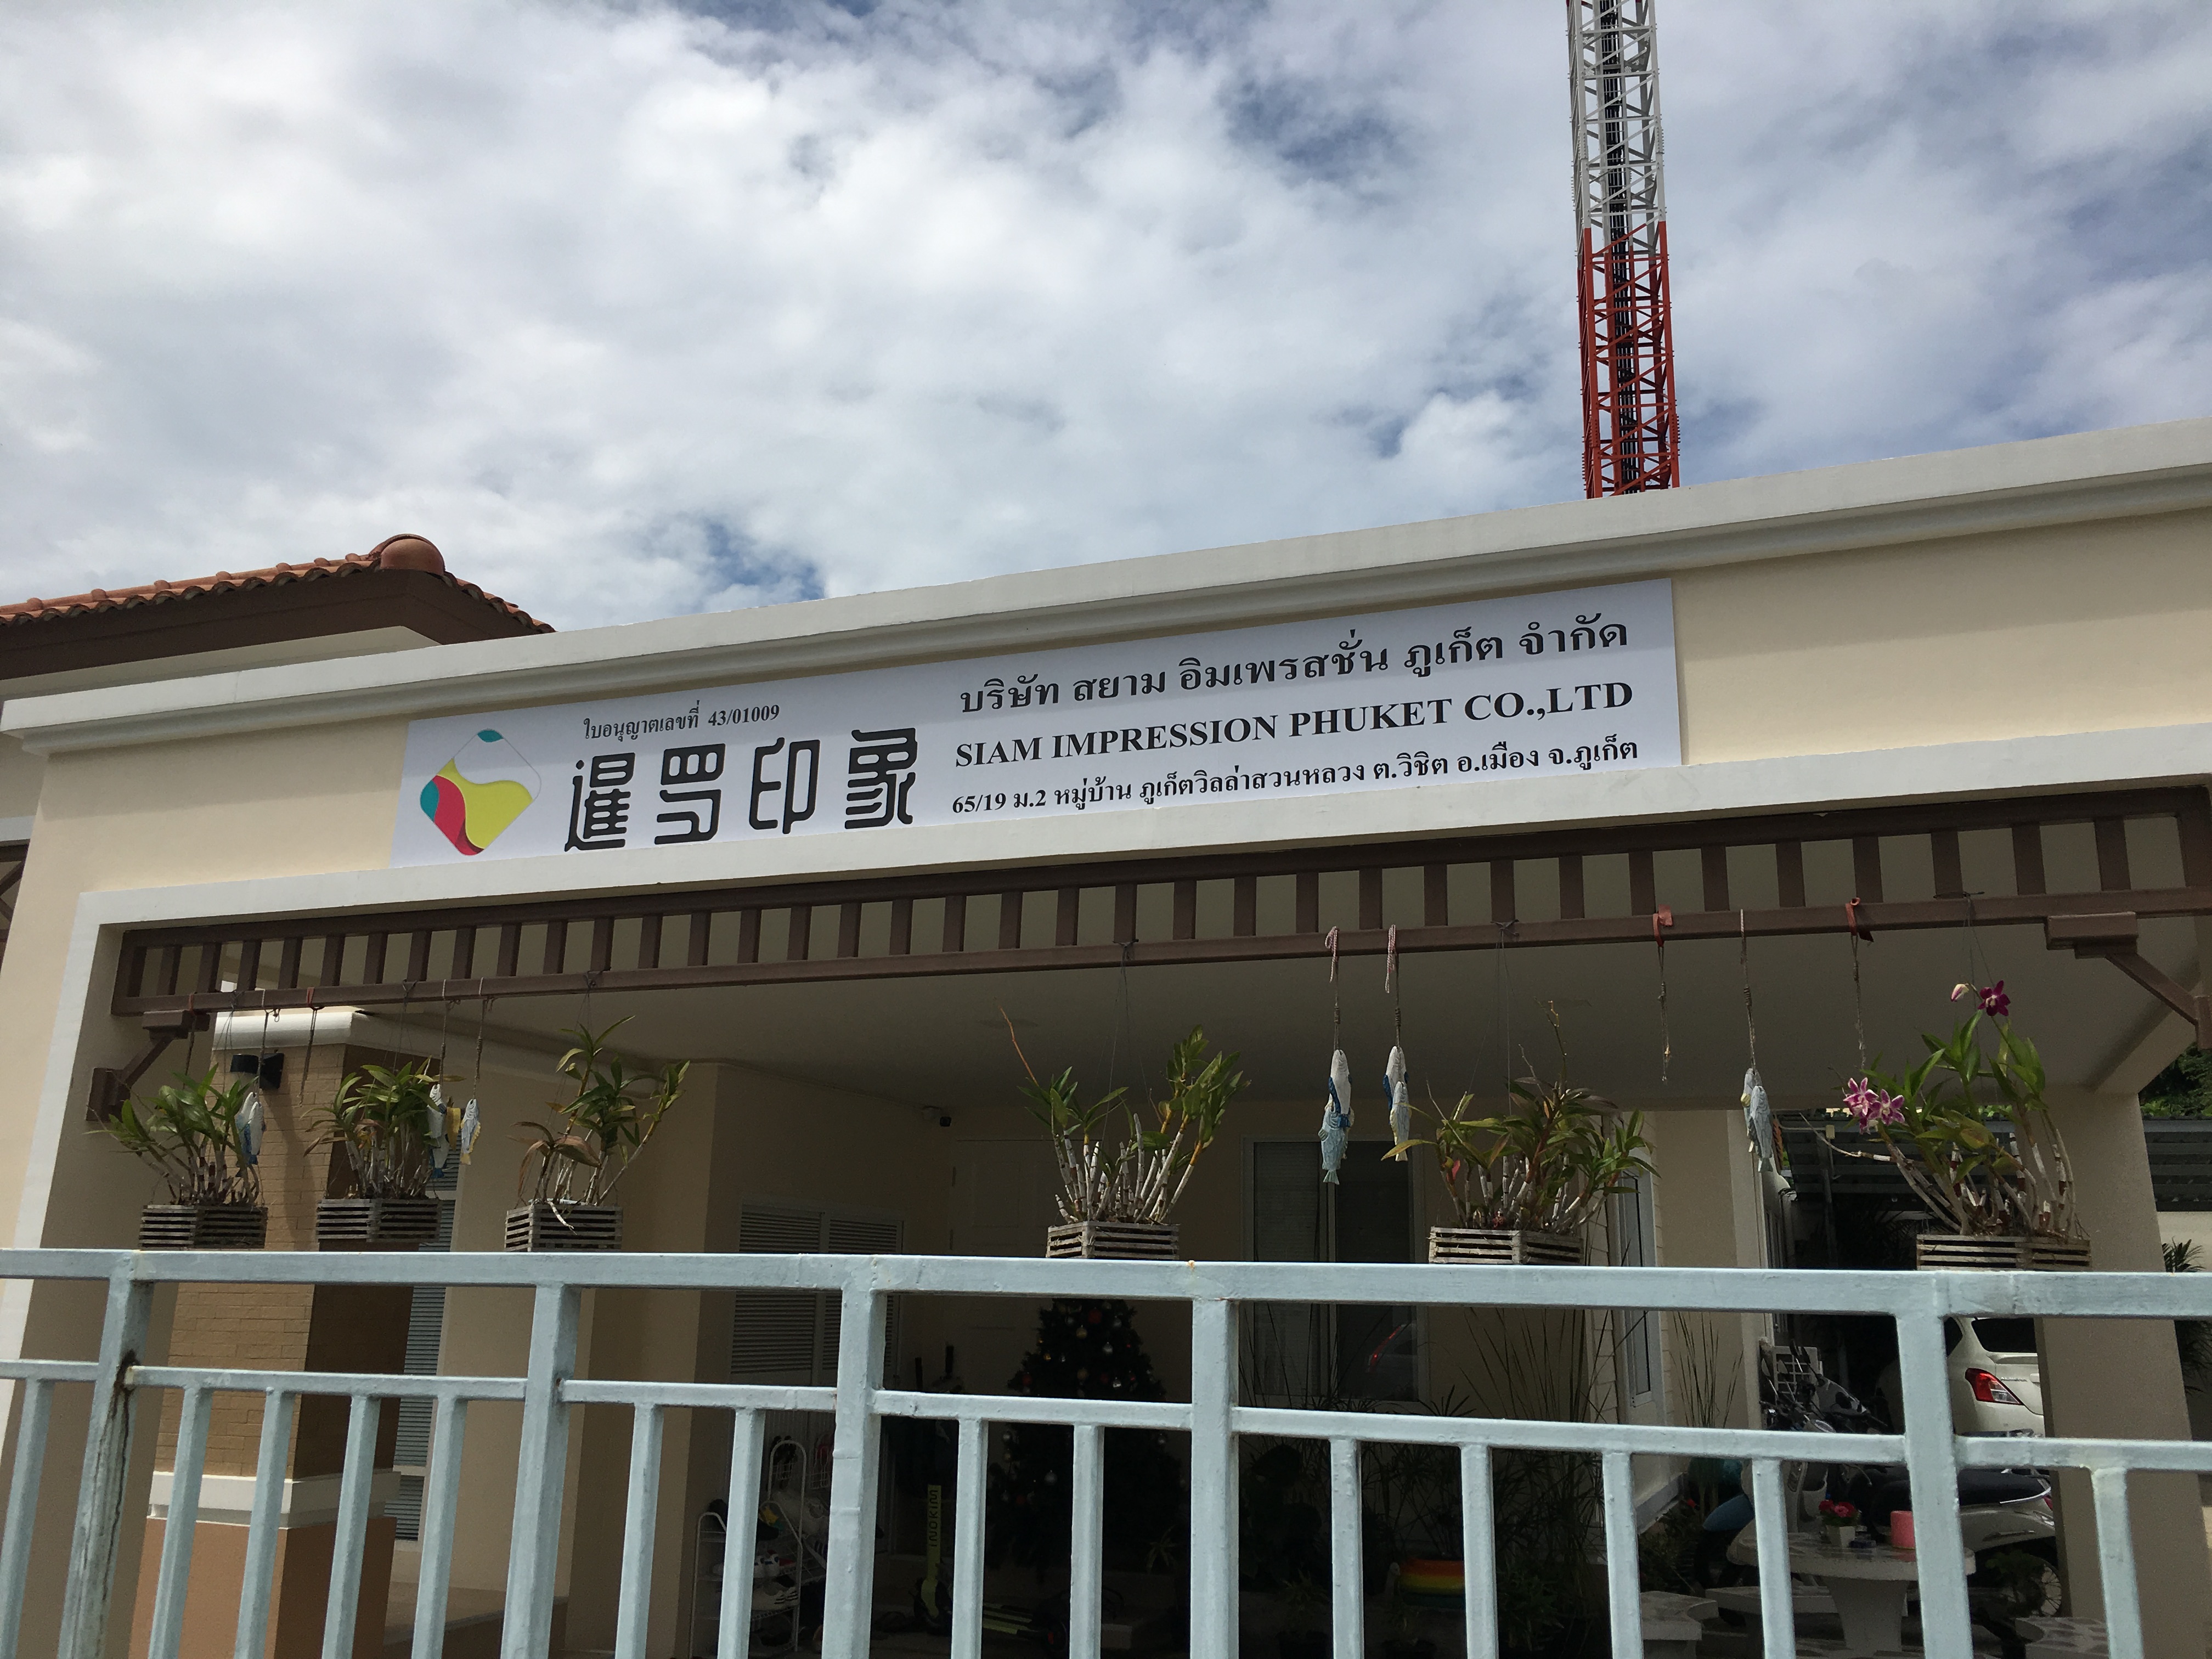 ใบอนุญาตเลขที่ 43/01009
暹罗印象
บริษัท สยาม อิมเพรสชั่น ภูเก็ต จำกัด
SIAM IMPRESSION PHUKET CO.,LTD
65/19 ม.2 หมู่บ้าน ภูเก็ตวิลล่าสวนหลวง ต.วิชิต อ.เมือง จ.ภูเก็ต